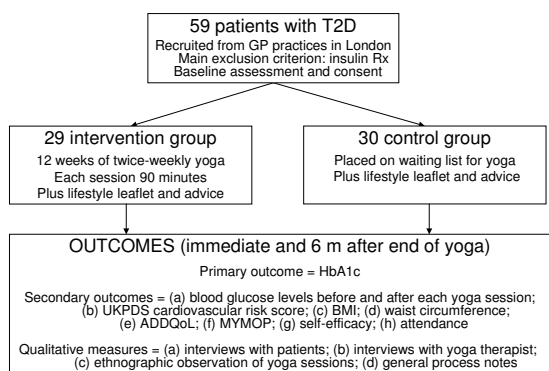 59 patients with T2D
Recruited from GP practices in London
Main exclusion criterion: insulin Rx
Baseline assessment and consent
29 intervention group
12 weeks of twice-weekly yoga
Each session 90 minutes
Plus lifestyle leaflet and advice
30 control group
Placed on waiting list for yoga
Plus lifestyle leaflet and advice
OUTCOMES (immediate and 6 m after end of yoga)
Primary outcome = HbA1c
Secondary outcomes = (a) blood glucose levels before and after each yoga session;
(b) UKPDS cardiovascular risk score; (c) BMI; (d) waist circumference;
(e) ADDQoL; (f) MYMOP; (g) self-efficacy; (h) attendance
Qualitative measures = (a) interviews with patients; (b) interviews with yoga therapist;
(c) ethnographic observation of yoga sessions; (d) general process notes